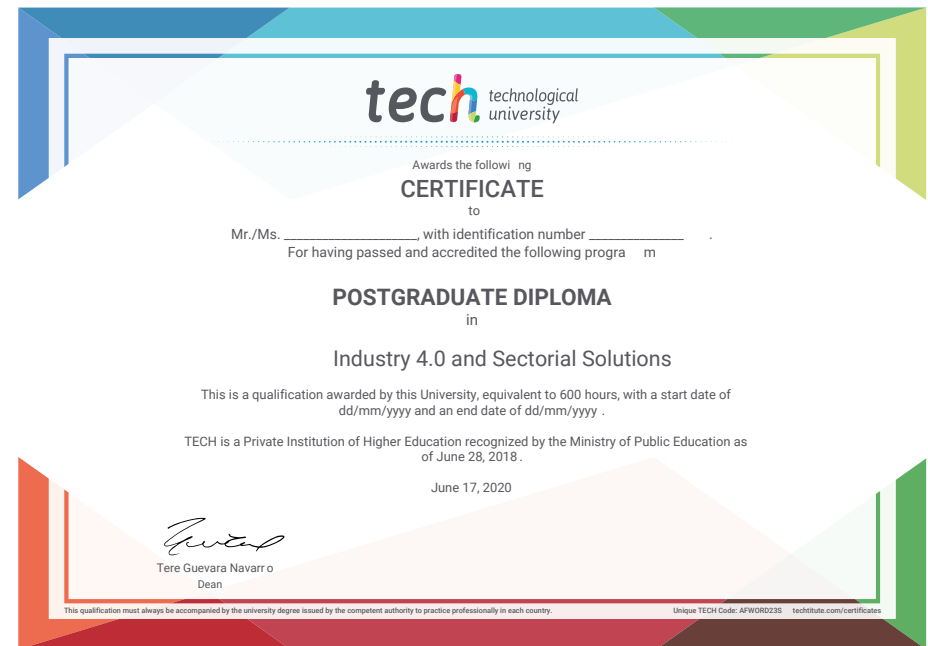 tech technological
university
Awards the followi ng
CERTIFICATE
to
Mr./Ms. ____________________, with identification number ______________ .
For having passed and accredited the following progra m
POSTGRADUATE DIPLOMA
in
Industry 4.0 and Sectorial Solutions
This is a qualification awarded by this University, equivalent to 600 hours, with a start date of
dd/mm/yyyy and an end date of dd/mm/yyyy .
TECH is a Private Institution of Higher Education recognized by the Ministry of Public Education as
of June 28, 2018 .
June 17, 2020
Tere Guevara Navarr o
Dean
This qualification must always be accompanied by the university degree issued by the competent authority to practice professionally in each country.
Unique TECH Code: AFWORD23S techtitute.com/certificates